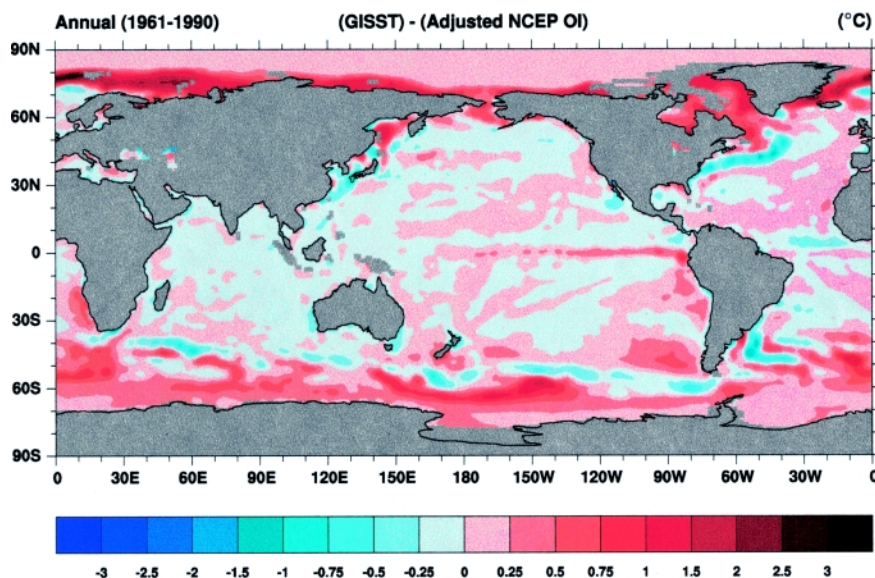 Annual (1961-1990) (GISST) - (Adjusted NCEP OI) (°C)
90N
60N
30N
0
30S
60S
90S
0 30E 60E 90E 120E 150E 180W 150W 120W 90W 60W 30W 0
-3 -2.5 -2 -1.5 -1 -0.75 -0.5 -0.25 0 0.25 0.5 0.75 1 1.5 2 2.5 3